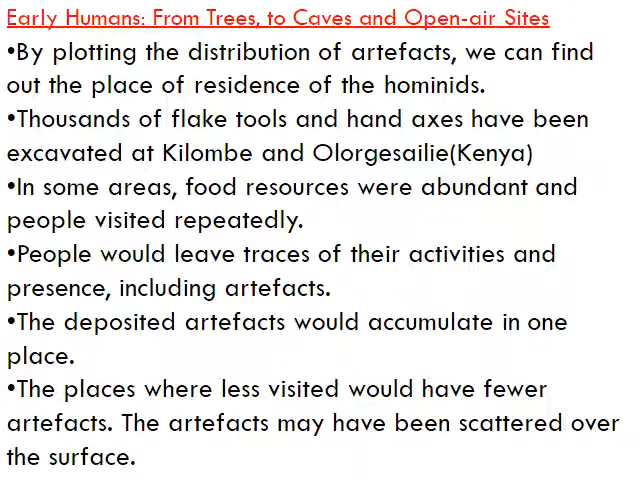 Early Humans: From Trees, to Caves and Open-air Sites
•By plotting the distribution of artefacts, we can find
out the place of residence of the hominids.
•Thousands of flake tools and hand axes have been
excavated at Kilombe and Olorgesailie(Kenya)
•In some areas, food resources were abundant and
people visited repeatedly.
•People would leave traces of their activities and
presence, including artefacts.
•The deposited artefacts would accumulate in one
place.
•The places where less visited would have fewer
artefacts. The artefacts may have been scattered over
the surface.